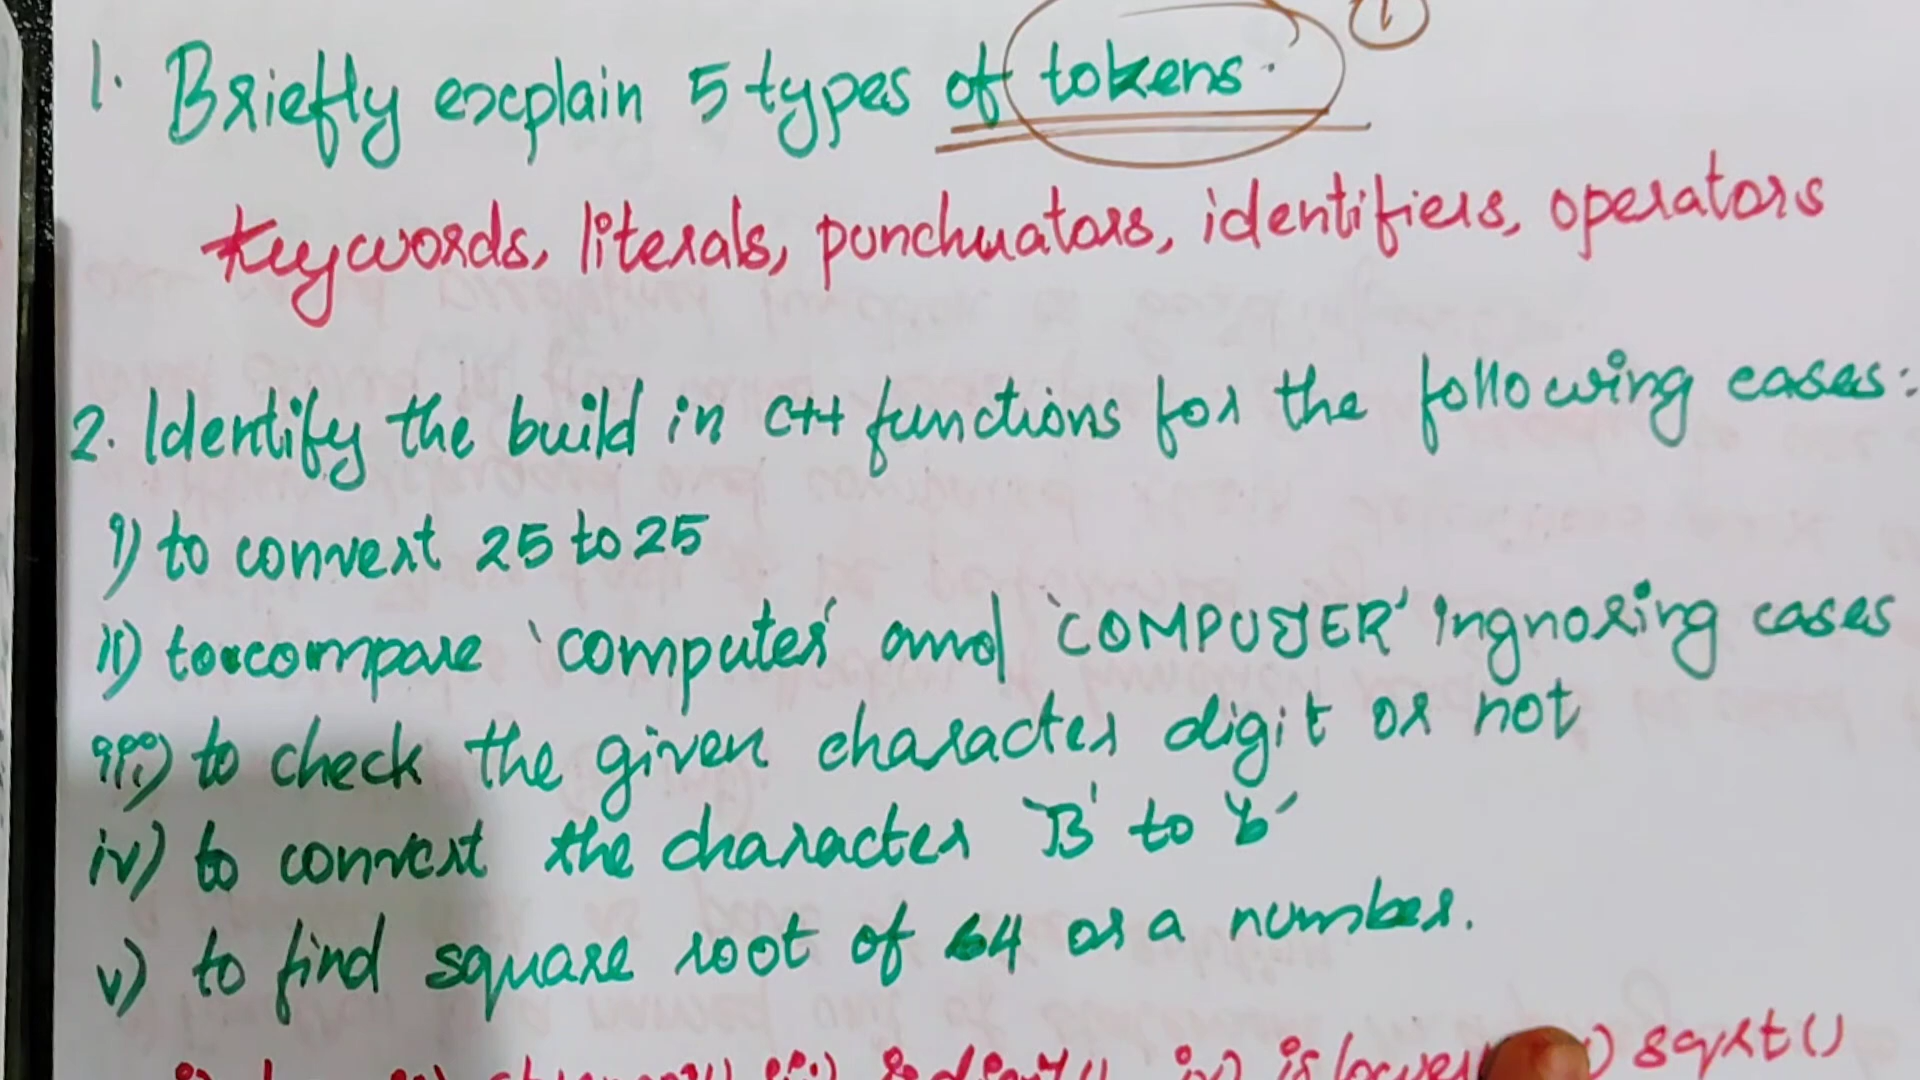 1. Briefly explain 5 types of tokens. 1
Keywords, literals, punchuators, identifiers, operators
2. Identify the build in C++ functions for the following cases:
i) to convert 25 to 25
ii) to compare 'computer' and 'COMPUTER' ingnoring cases
iii) to check the given character digit or not
iv) to convert the character 'B' to 'b'
v) to find square root of 64 or a number.
iv) islower ) sqrt()